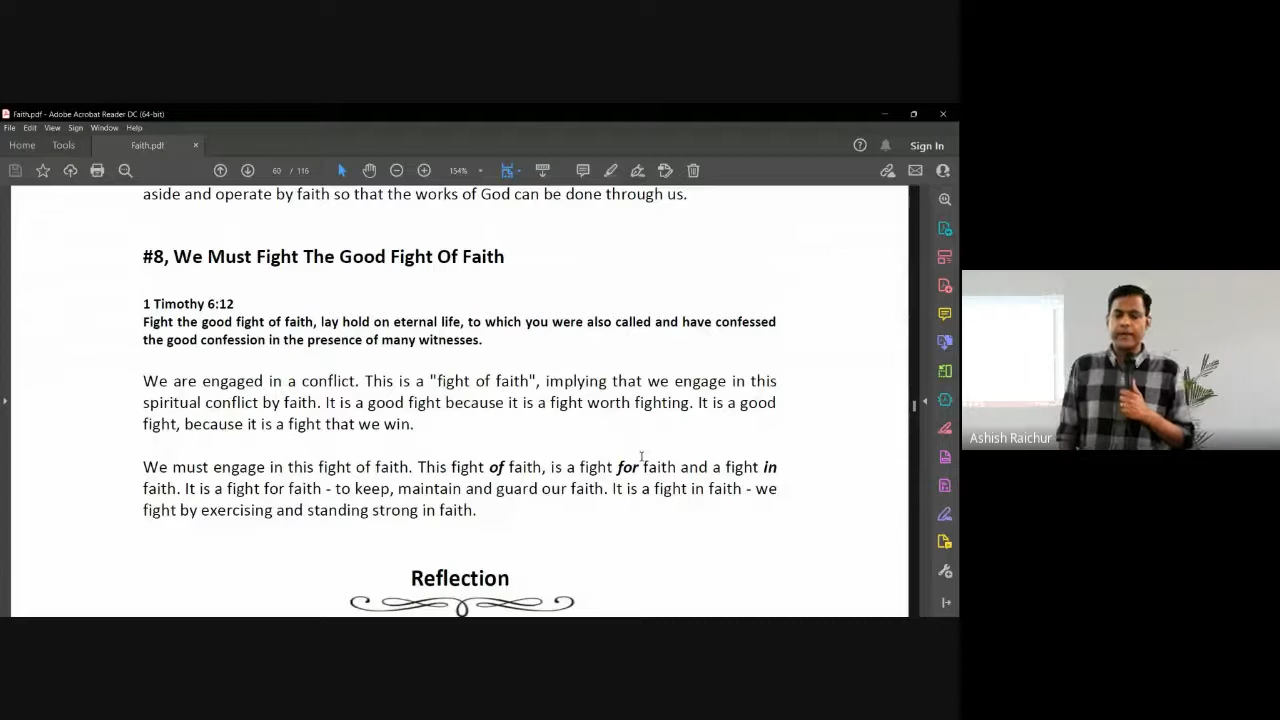 Faith.pdf - Adobe Acrobat Reader DC (64-bit)
File Edit View Sign Window Help
Home Tools Faith.pdf × Sign In
60 / 116 154%
aside and operate by faith so that the works of God can be done through us.
#8, We Must Fight The Good Fight Of Faith
1 Timothy 6:12
Fight the good fight of faith, lay hold on eternal life, to which you were also called and have confessed
the good confession in the presence of many witnesses.
We are engaged in a conflict. This is a "fight of faith", implying that we engage in this
spiritual conflict by faith. It is a good fight because it is a fight worth fighting. It is a good
fight, because it is a fight that we win.
We must engage in this fight of faith. This fight of faith, is a fight for faith and a fight in
faith. It is a fight for faith - to keep, maintain and guard our faith. It is a fight in faith - we
fight by exercising and standing strong in faith.
Reflection
Ashish Raichur